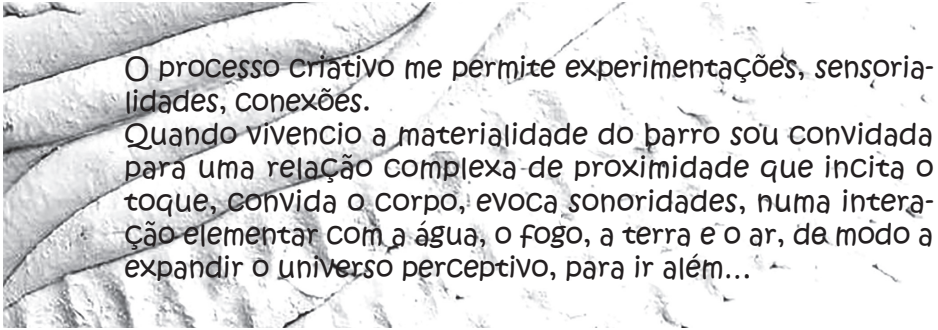 O processo criativo me permite experimentações, sensoria-
lidades, conexões.
Quando vivencio a materialidade do barro sou convidada
para uma relação complexa de proximidade que incita o
toque, convida o corpo, evoca sonoridades, numa intera-
ção elementar com a água, o fogo, a terra e o ar, de modo a
expandir o universo perceptivo, para ir além...